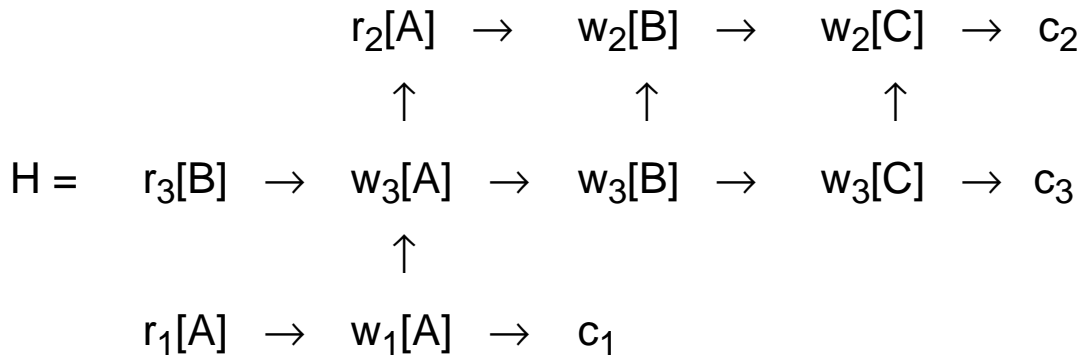 r₂[A] → w₂[B] → w₂[C] → c₂
↑ ↑ ↑
H = r₃[B] → w₃[A] → w₃[B] → w₃[C] → c₃
↑
r₁[A] → w₁[A] → c₁